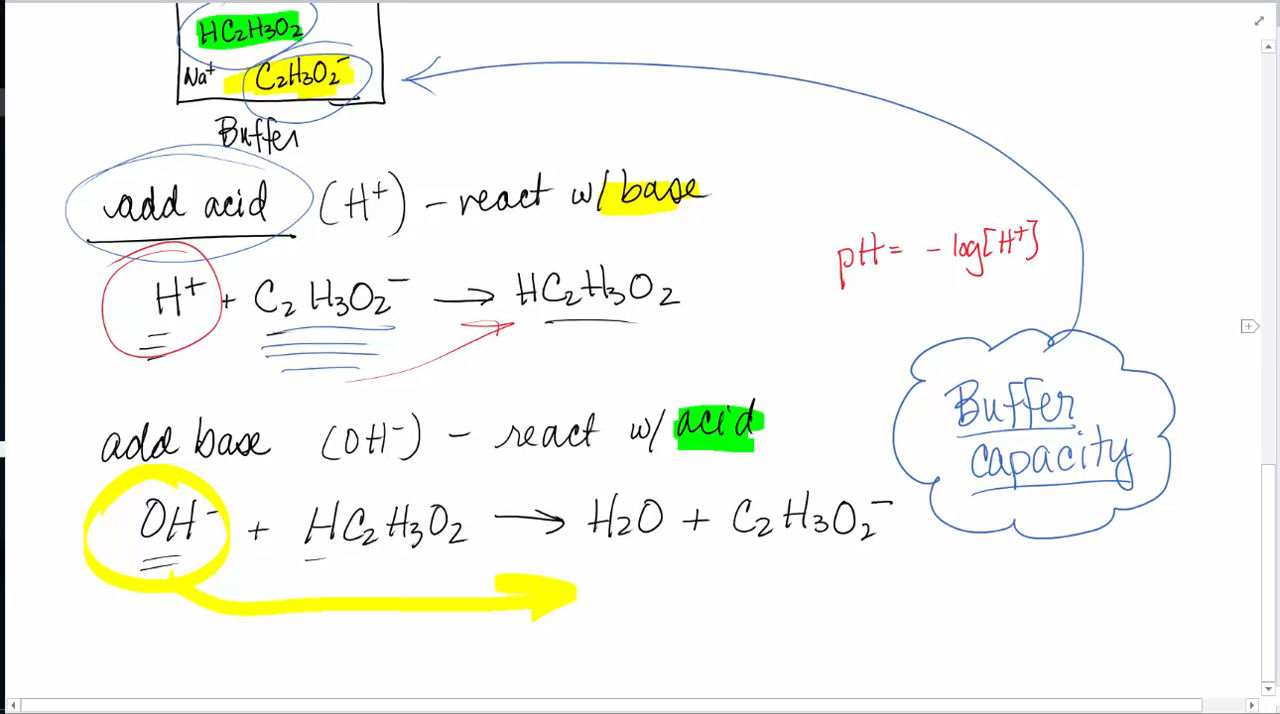 HC2H3O2
Na+ C2H3O2-
Buffer
add acid (H+) - react w/ base
pH = - log[H+]
H+ + C2H3O2- → HC2H3O2
Buffer
capacity
add base (OH-) - react w/ acid
OH- + HC2H3O2 → H2O + C2H3O2-